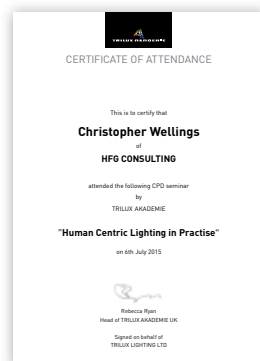 TRILUX AKADEMIE
CERTIFICATE OF ATTENDANCE
This is to certify that
Christopher Wellings
of
HFG CONSULTING
attended the following CPD seminar
by
TRILUX AKADEMIE
"Human Centric Lighting in Practise"
on 6th July 2015
Rebecca Ryan
Head of TRILUX AKADEMIE UK
Signed on behalf of
TRILUX LIGHTING LTD